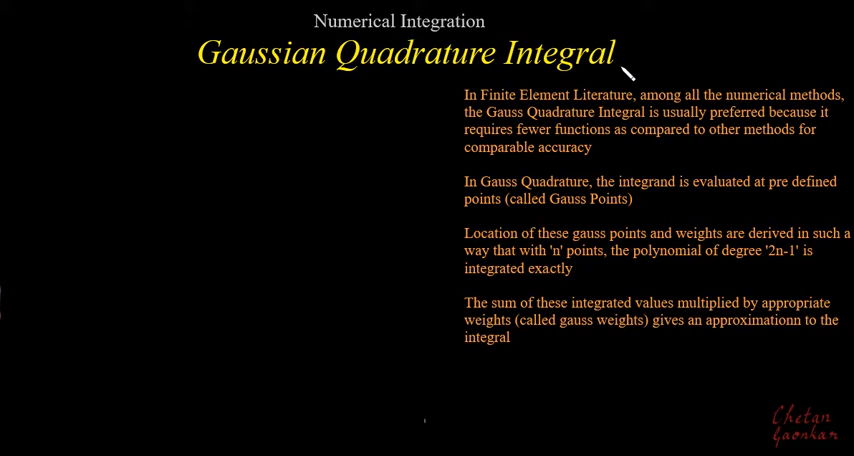 Numerical Integration
Gaussian Quadrature Integral
In Finite Element Literature, among all the numerical methods,
the Gauss Quadrature Integral is usually preferred because it
requires fewer functions as compared to other methods for
comparable accuracy
In Gauss Quadrature, the integrand is evaluated at pre defined
points (called Gauss Points)
Location of these gauss points and weights are derived in such a
way that with 'n' points, the polynomial of degree '2n-1' is
integrated exactly
The sum of these integrated values multiplied by appropriate
weights (called gauss weights) gives an approximationn to the
integral
Chetan
Gaonkar